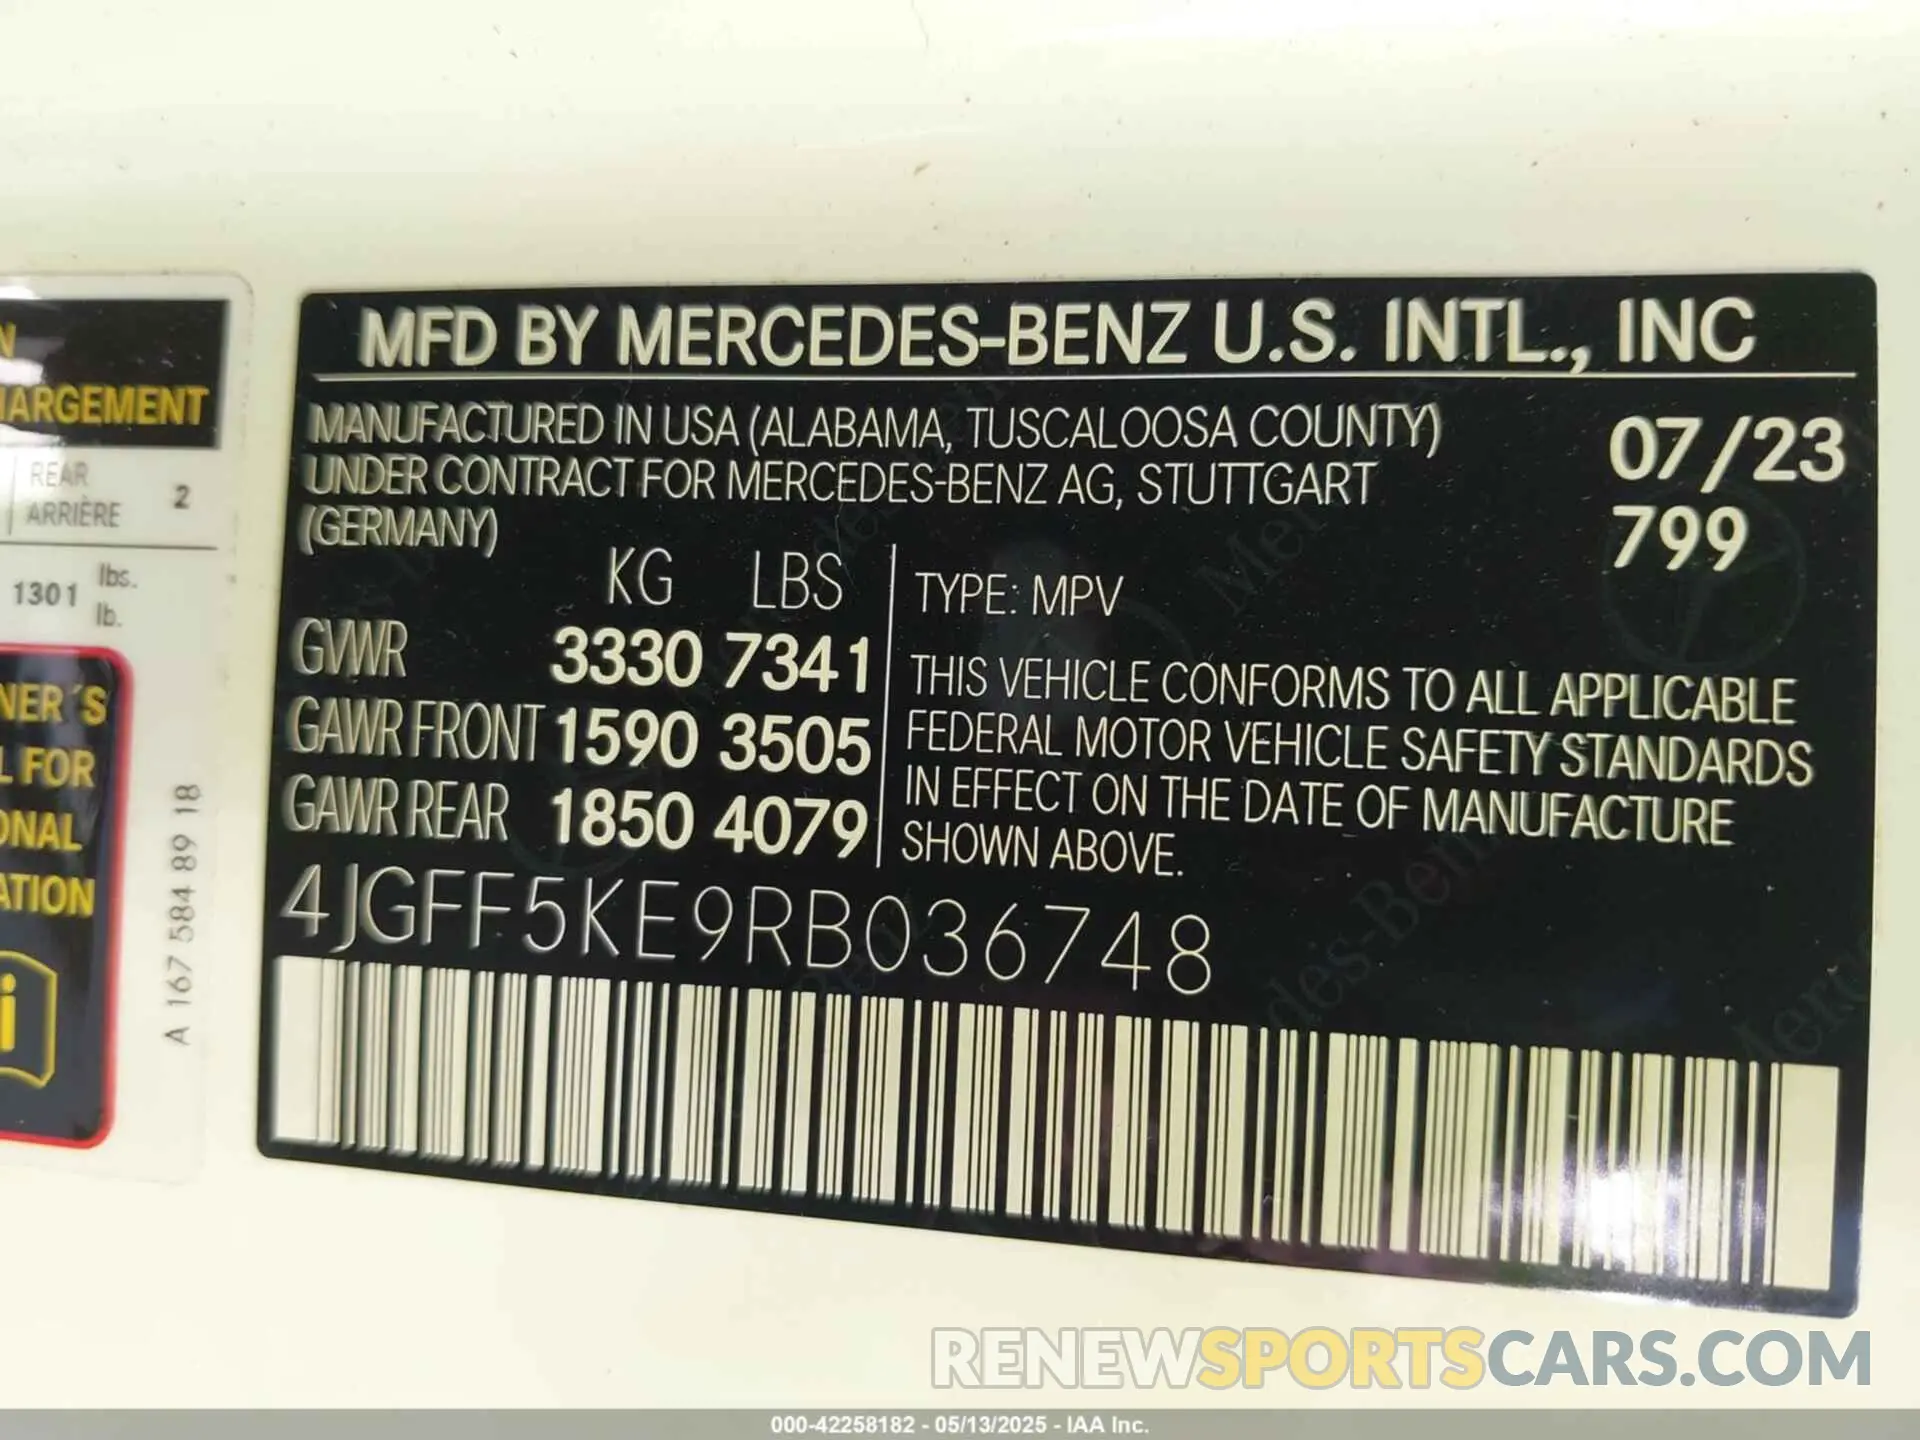 N
HARGEMENT
REAR
ARRIÈRE
2
1301 lbs.
lb.
NER´S
L FOR
ONAL
ATION
i
A 167 584 89 18
MFD BY MERCEDES-BENZ U.S. INTL., INC
MANUFACTURED IN USA (ALABAMA, TUSCALOOSA COUNTY)
UNDER CONTRACT FOR MERCEDES-BENZ AG, STUTTGART
(GERMANY)
07/23
799
KG LBS
GVWR 3330 7341
GAWR FRONT 1590 3505
GAWR REAR 1850 4079
TYPE: MPV
THIS VEHICLE CONFORMS TO ALL APPLICABLE
FEDERAL MOTOR VEHICLE SAFETY STANDARDS
IN EFFECT ON THE DATE OF MANUFACTURE
SHOWN ABOVE.
4JGFF5KE9RB036748
RENEWSPORTSCARS.COM
000-42258182 - 05/13/2025 - IAA Inc.